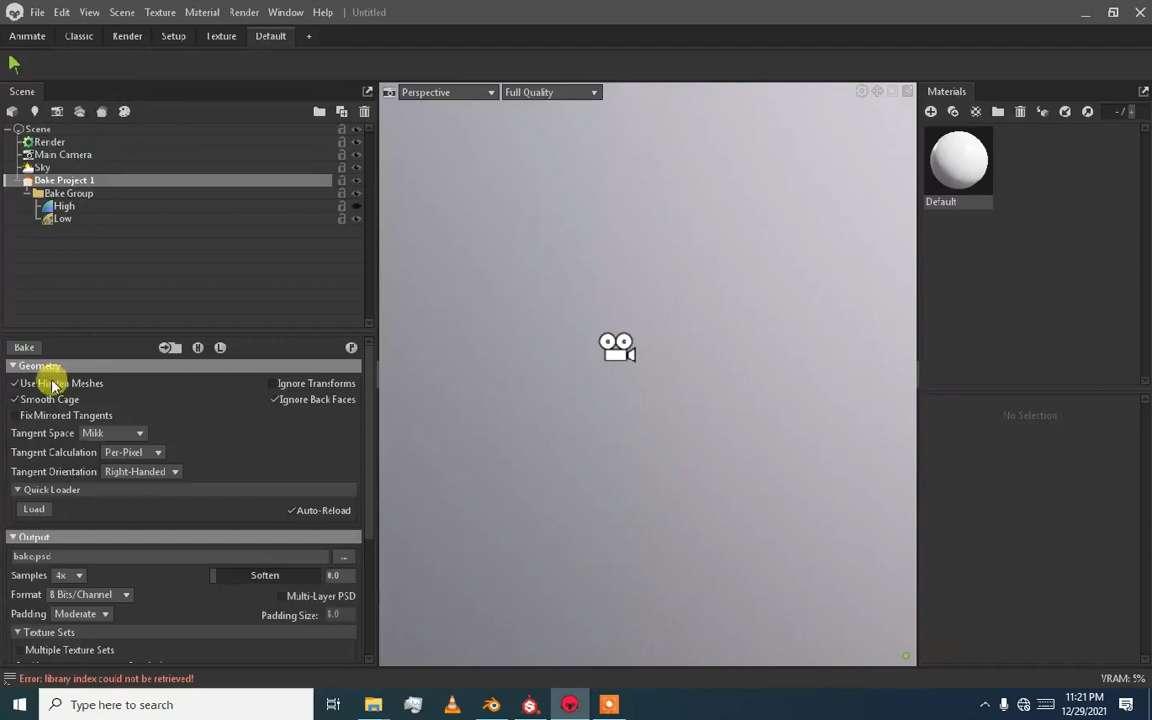 File Edit View Scene Texture Material Render Window Help Untitled
Animate Classic Render Setup Texture Default +
Scene
Perspective
Full Quality
Materials
Scene
Render
Main Camera
Sky
Bake Project 1
Bake Group
High
Low
Default
Bake
H
L
P
Geometry
Use Hidden Meshes
Ignore Transforms
Smooth Cage
Ignore Back Faces
Fix Mirrored Tangents
Tangent Space Mikk
Tangent Calculation Per-Pixel
Tangent Orientation Right-Handed
Quick Loader
Load
Auto-Reload
No Selection
Output
bake.psd ...
Samples 4x
Soften 0.0
Format 8 Bits/Channel
Multi-Layer PSD
Padding Moderate
Padding Size: 8.0
Texture Sets
Multiple Texture Sets
Error: library index could not be retrieved!
VRAM: 5%
Type here to search
11:21 PM
12/29/2021